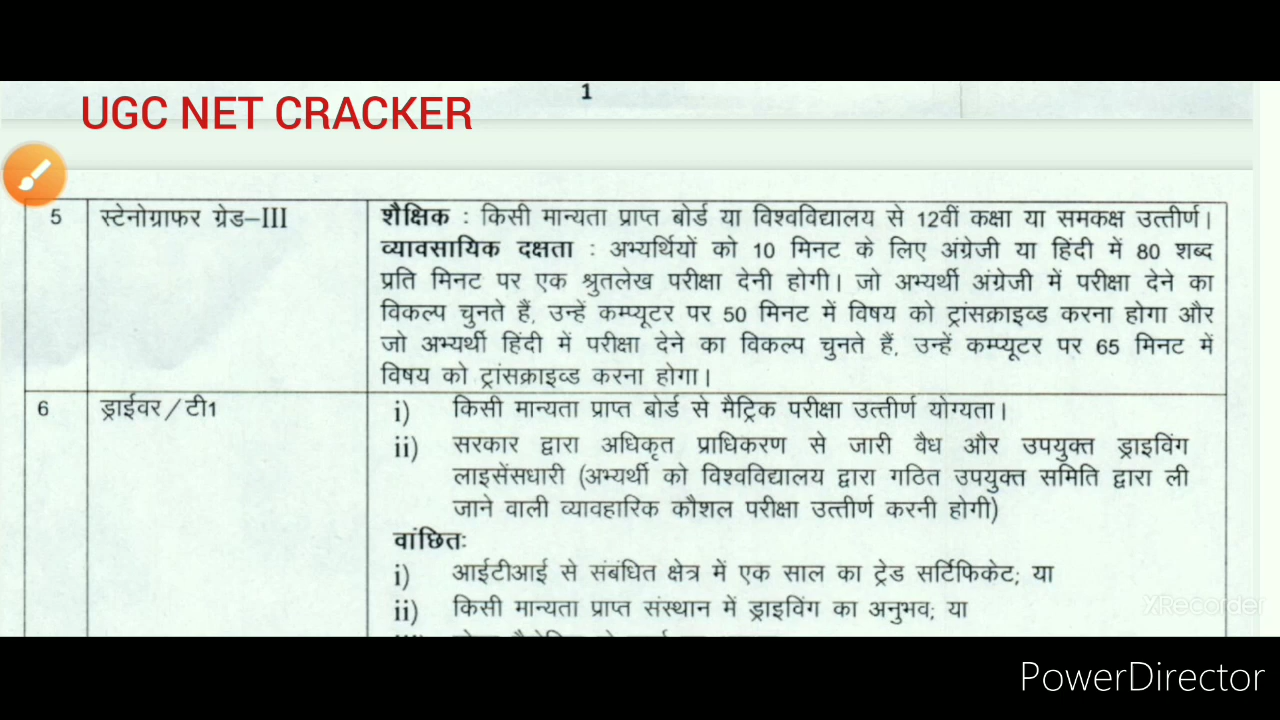 1
UGC NET CRACKER
5 स्टेनोग्राफर ग्रेड–III शैक्षिक : किसी मान्यता प्राप्त बोर्ड या विश्वविद्यालय से 12वीं कक्षा या समकक्ष उत्तीर्ण।
व्यावसायिक दक्षता : अभ्यर्थियों को 10 मिनट के लिए अंग्रेजी या हिंदी में 80 शब्द
प्रति मिनट पर एक श्रुतलेख परीक्षा देनी होगी। जो अभ्यर्थी अंग्रेजी में परीक्षा देने का
विकल्प चुनते हैं, उन्हें कम्प्यूटर पर 50 मिनट में विषय को ट्रांसक्राइब्ड करना होगा और
जो अभ्यर्थी हिंदी में परीक्षा देने का विकल्प चुनते हैं, उन्हें कम्प्यूटर पर 65 मिनट में
विषय को ट्रांसक्राइब्ड करना होगा।
6 ड्राईवर/टी1 i) किसी मान्यता प्राप्त बोर्ड से मैट्रिक परीक्षा उत्तीर्ण योग्यता।
ii) सरकार द्वारा अधिकृत प्राधिकरण से जारी वैध और उपयुक्त ड्राइविंग
लाइसेंसधारी (अभ्यर्थी को विश्वविद्यालय द्वारा गठित उपयुक्त समिति द्वारा ली
जाने वाली व्यावहारिक कौशल परीक्षा उत्तीर्ण करनी होगी)
वांछितः
i) आईटीआई से संबंधित क्षेत्र में एक साल का ट्रेड सर्टिफिकेट; या
ii) किसी मान्यता प्राप्त संस्थान में ड्राइविंग का अनुभव; या
XRecorder
PowerDirector